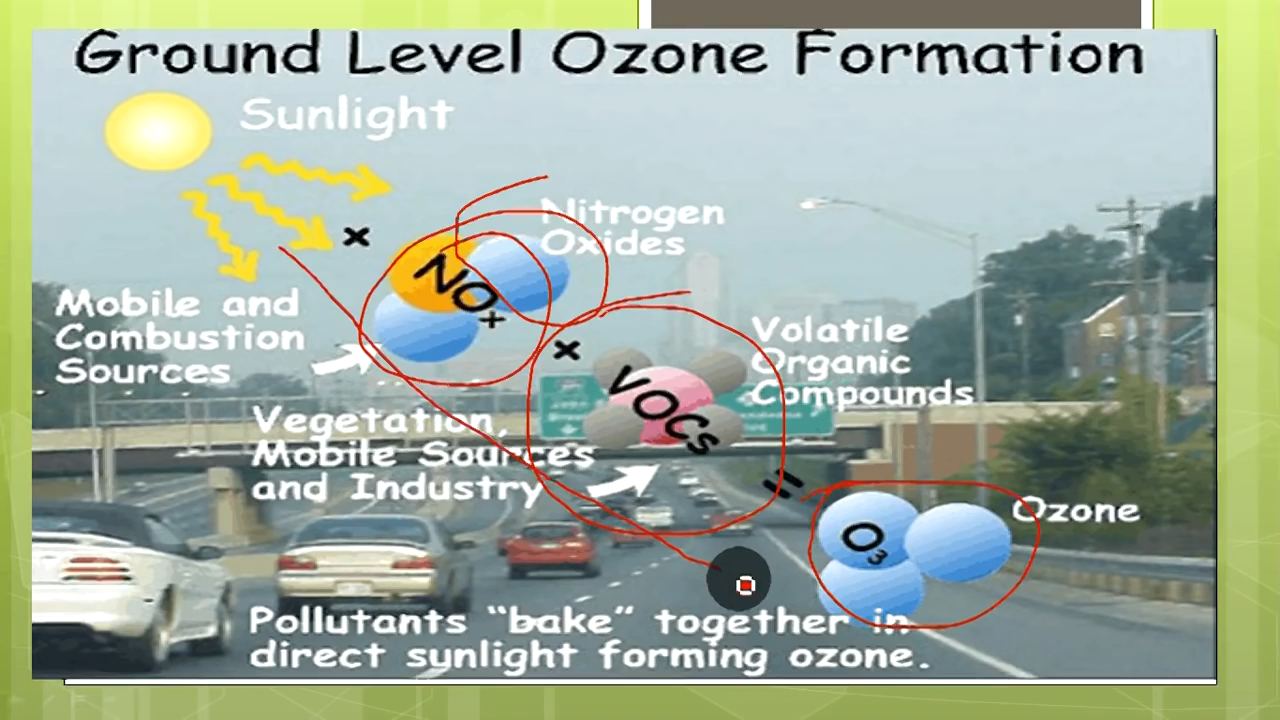 Ground Level Ozone Formation
Sunlight
Nitrogen
Oxides
NO+
Mobile and
Combustion
Sources
Volatile
Organic
Compounds
VOCs
Vegetation,
Mobile Sources
and Industry
=
O₃
Ozone
Pollutants “bake” together in
direct sunlight forming ozone.